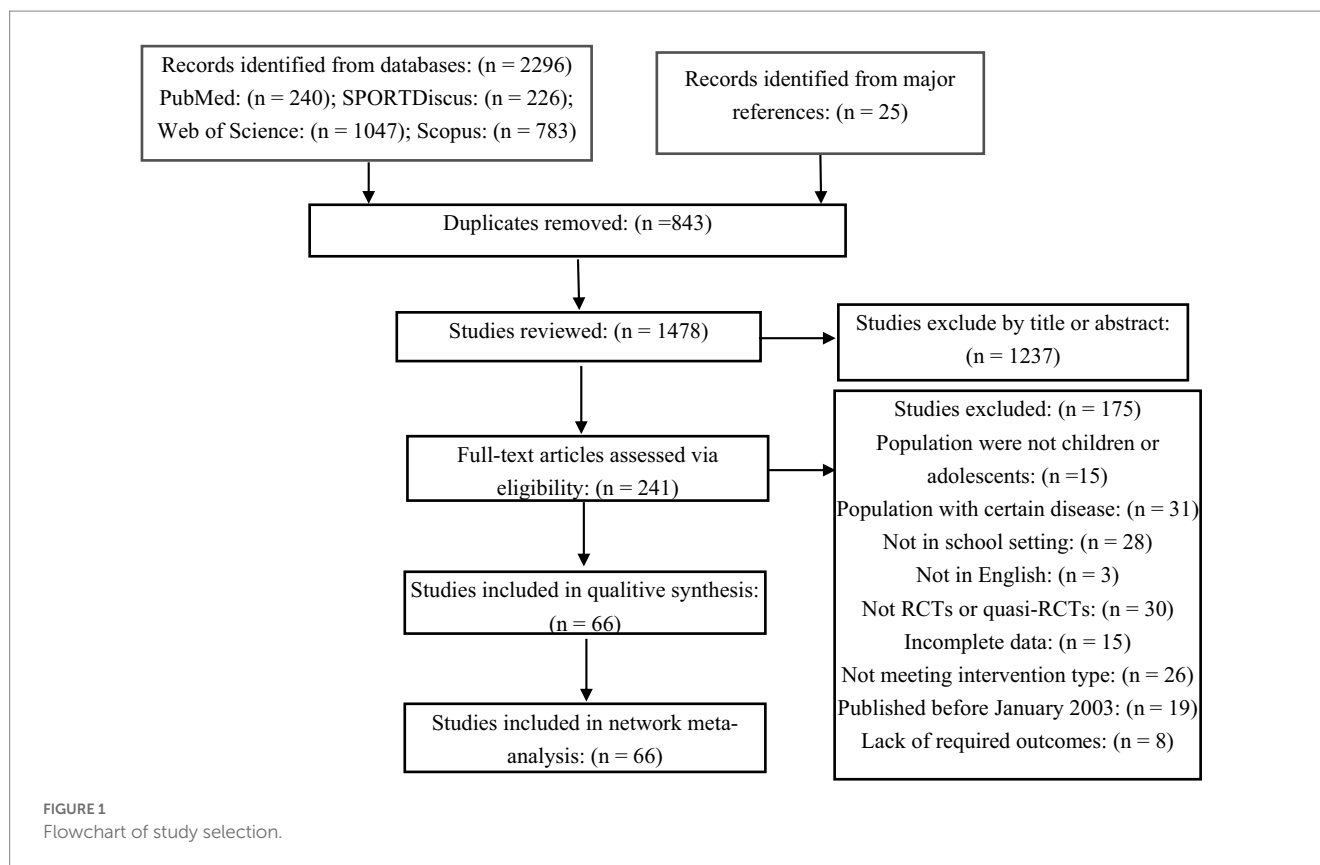 Records identified from databases: (n = 2296)
PubMed: (n = 240); SPORTDiscus: (n = 226);
Web of Science: (n = 1047); Scopus: (n = 783)
Records identified from major
references: (n = 25)
Duplicates removed: (n =843)
Studies reviewed: (n = 1478)
Studies exclude by title or abstract:
(n = 1237)
Full-text articles assessed via
eligibility: (n = 241)
Studies excluded: (n = 175)
Population were not children or
adolescents: (n =15)
Population with certain disease: (n = 31)
Not in school setting: (n = 28)
Not in English: (n = 3)
Not RCTs or quasi-RCTs: (n = 30)
Incomplete data: (n = 15)
Not meeting intervention type: (n = 26)
Published before January 2003: (n = 19)
Lack of required outcomes: (n = 8)
Studies included in qualitive synthesis:
(n = 66)
Studies included in network meta-
analysis: (n = 66)
FIGURE 1
Flowchart of study selection.